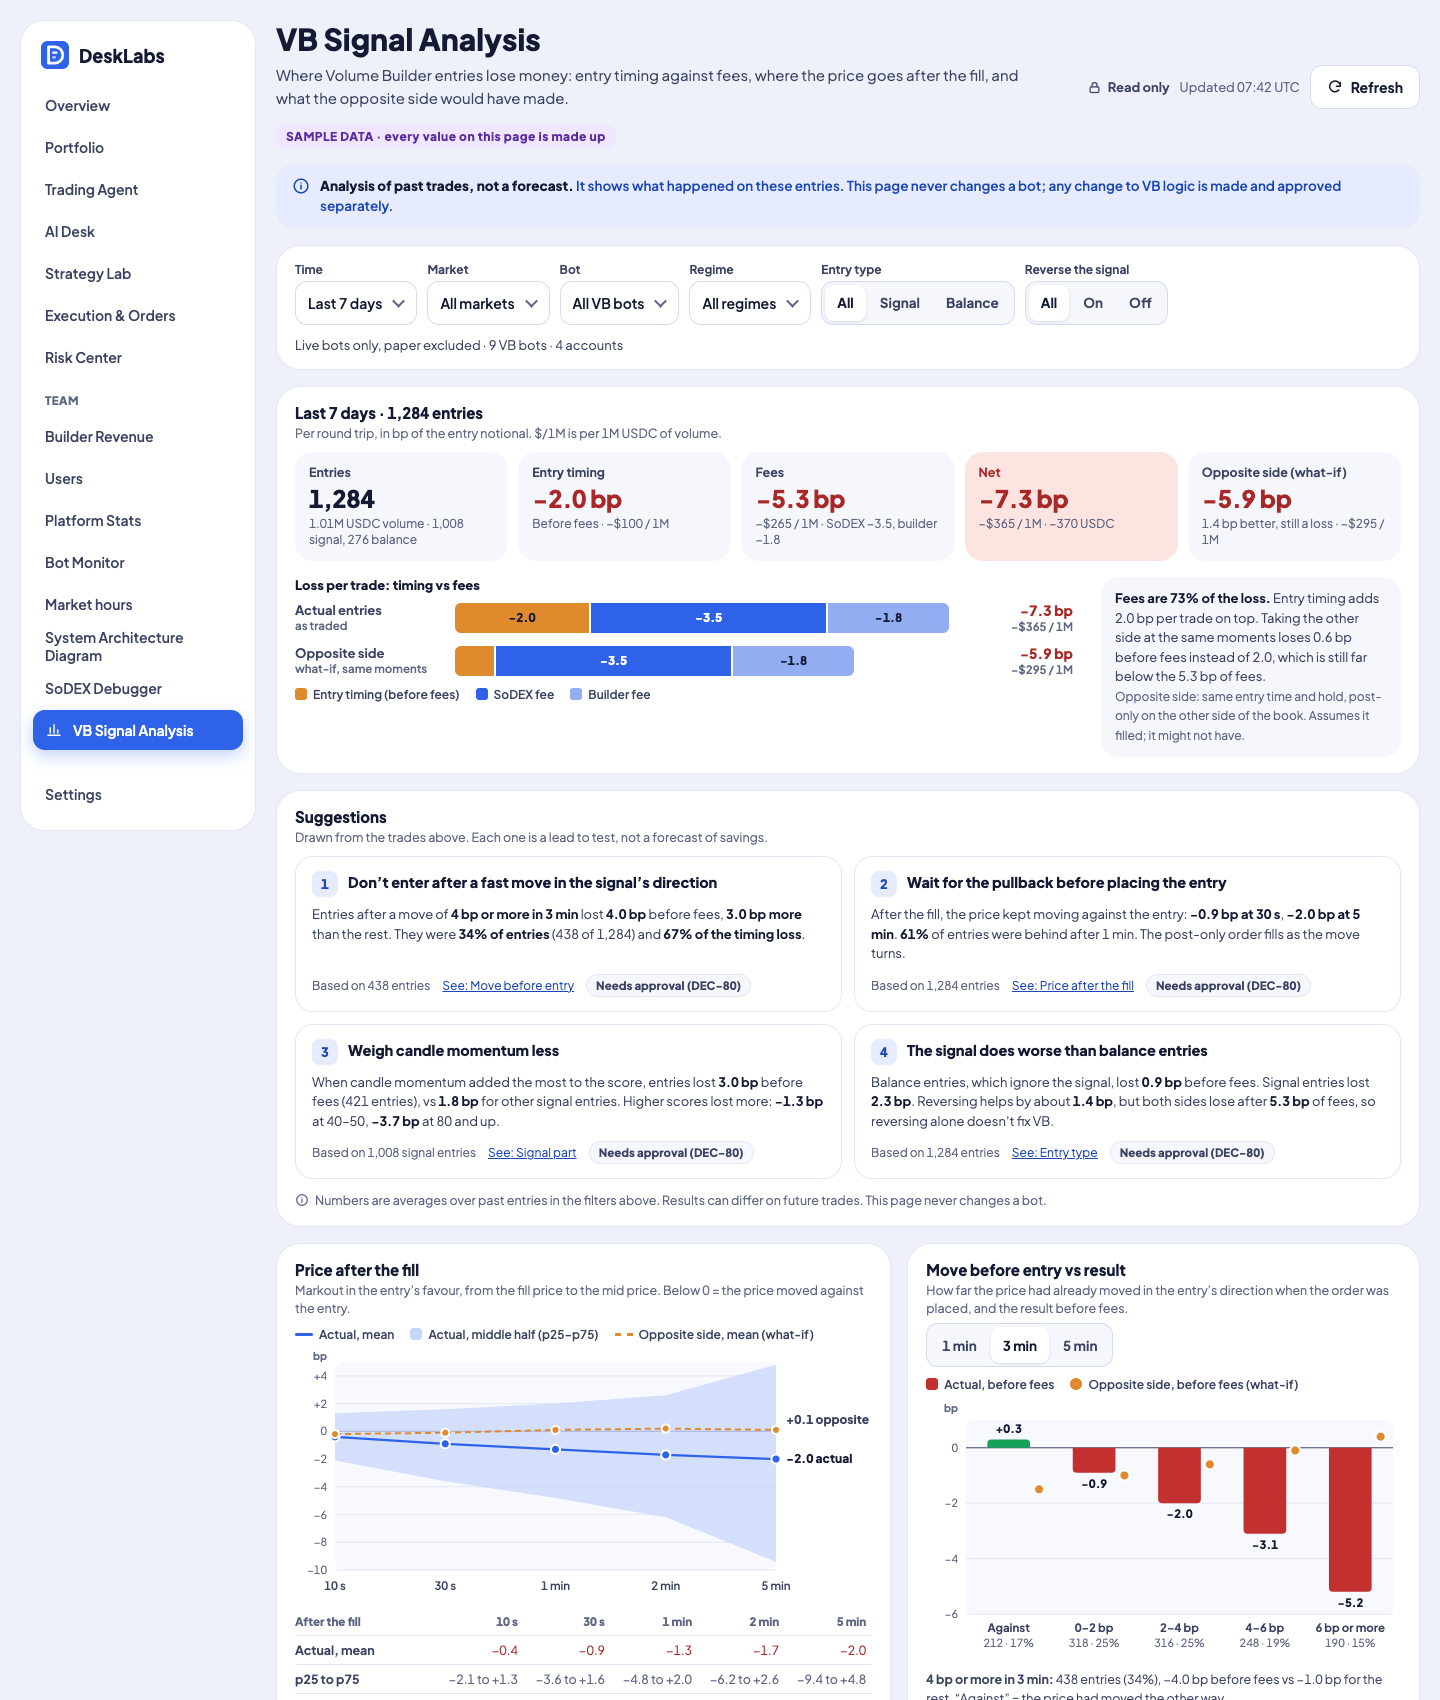 DeskLabs
Overview
Portfolio
Trading Agent
AI Desk
Strategy Lab
Execution & Orders
Risk Center
TEAM
Builder Revenue
Users
Platform Stats
Bot Monitor
Market hours
System Architecture
Diagram
SoDEX Debugger
VB Signal Analysis
Settings
VB Signal Analysis
Where Volume Builder entries lose money: entry timing against fees, where the price goes after the fill, and
what the opposite side would have made.
Read only Updated 07:42 UTC Refresh
SAMPLE DATA · every value on this page is made up
Analysis of past trades, not a forecast. It shows what happened on these entries. This page never changes a bot; any change to VB logic is made and approved
separately.
Time Market Bot Regime Entry type Reverse the signal
Last 7 days All markets All VB bots All regimes All Signal Balance All On Off
Live bots only, paper excluded · 9 VB bots · 4 accounts
Last 7 days · 1,284 entries
Per round trip, in bp of the entry notional. $/1M is per 1M USDC of volume.
Entries
1,284
1.01M USDC volume · 1,008
signal, 276 balance
Entry timing
−2.0 bp
Before fees · −$100 / 1M
Fees
−5.3 bp
−$265 / 1M · SoDEX −3.5, builder
−1.8
Net
−7.3 bp
−$365 / 1M · −370 USDC
Opposite side (what-if)
−5.9 bp
1.4 bp better, still a loss · −$295 /
1M
Loss per trade: timing vs fees
Actual entries
as traded
−2.0 −3.5 −1.8
−7.3 bp
−$365 / 1M
Opposite side
what-if, same moments
−3.5 −1.8
−5.9 bp
−$295 / 1M
Entry timing (before fees) SoDEX fee Builder fee
Fees are 73% of the loss. Entry timing adds
2.0 bp per trade on top. Taking the other
side at the same moments loses 0.6 bp
before fees instead of 2.0, which is still far
below the 5.3 bp of fees.
Opposite side: same entry time and hold, post-
only on the other side of the book. Assumes it
filled; it might not have.
Suggestions
Drawn from the trades above. Each one is a lead to test, not a forecast of savings.
1 Don’t enter after a fast move in the signal’s direction
Entries after a move of 4 bp or more in 3 min lost 4.0 bp before fees, 3.0 bp more
than the rest. They were 34% of entries (438 of 1,284) and 67% of the timing loss.
Based on 438 entries See: Move before entry Needs approval (DEC-80)
2 Wait for the pullback before placing the entry
After the fill, the price kept moving against the entry: −0.9 bp at 30 s, −2.0 bp at 5
min. 61% of entries were behind after 1 min. The post-only order fills as the move
turns.
Based on 1,284 entries See: Price after the fill Needs approval (DEC-80)
3 Weigh candle momentum less
When candle momentum added the most to the score, entries lost 3.0 bp before
fees (421 entries), vs 1.8 bp for other signal entries. Higher scores lost more: −1.3 bp
at 40–50, −3.7 bp at 80 and up.
Based on 1,008 signal entries See: Signal part Needs approval (DEC-80)
4 The signal does worse than balance entries
Balance entries, which ignore the signal, lost 0.9 bp before fees. Signal entries lost
2.3 bp. Reversing helps by about 1.4 bp, but both sides lose after 5.3 bp of fees, so
reversing alone doesn’t fix VB.
Based on 1,284 entries See: Entry type Needs approval (DEC-80)
Numbers are averages over past entries in the filters above. Results can differ on future trades. This page never changes a bot.
Price after the fill
Markout in the entry’s favour, from the fill price to the mid price. Below 0 = the price moved against
the entry.
Actual, mean Actual, middle half (p25–p75) Opposite side, mean (what-if)
bp
+4
+2
0
−2
−4
−6
−8
−10
+0.1 opposite
−2.0 actual
10 s 30 s 1 min 2 min 5 min
After the fill 10 s 30 s 1 min 2 min 5 min
Actual, mean −0.4 −0.9 −1.3 −1.7 −2.0
p25 to p75 −2.1 to +1.3 −3.6 to +1.6 −4.8 to +2.0 −6.2 to +2.6 −9.4 to +4.8
Move before entry vs result
How far the price had already moved in the entry’s direction when the order was
placed, and the result before fees.
1 min 3 min 5 min
Actual, before fees Opposite side, before fees (what-if)
bp
0
−2
−4
−6
+0.3
−0.9
−2.0
−3.1
−5.2
Against 0–2 bp 2–4 bp 4–6 bp 6 bp or more
212 · 17% 318 · 25% 316 · 25% 248 · 19% 190 · 15%
4 bp or more in 3 min: 438 entries (34%), −4.0 bp before fees vs −1.0 bp for the
rest. “Against” = the price had moved the other way.